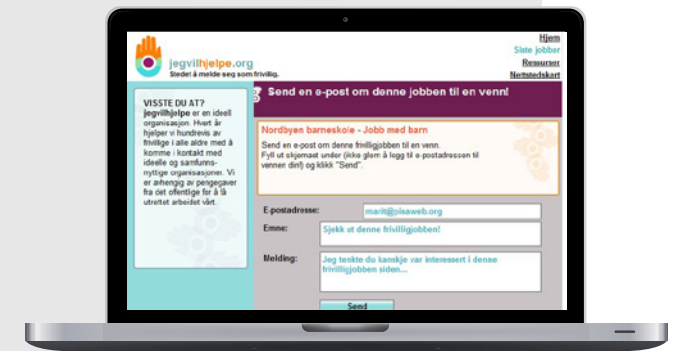 jegvilhjelpe.org
Stedet å melde seg som frivillig.
Hjem
Siste jobber
Ressurser
Nettstedskart
VISSTE DU AT?
jegvilhjelpe er en ideell
organisasjon. Hvert år
hjelper vi hundrevis av
frivillige i alle aldre med å
komme i kontakt med
ideelle og samfunns-
nyttige organisasjoner. Vi
er avhengig av pengegaver
fra det offentlige for å få
utrettet arbeidet vårt.
Send en e-post om denne jobben til en venn!
Nordbyen barneskole - Jobb med barn
Send en e-post om denne frivilligjobben til en venn.
Fyll ut skjemaet under (ikke glem å legg til e-postadressen til
vennen din!) og klikk "Send".
E-postadresse:
marit@pisaweb.org
Emne:
Sjekk ut denne frivilligjobben!
Melding:
Jeg tenkte du kanskje var interessert i denne
frivilligjobben siden...
Send